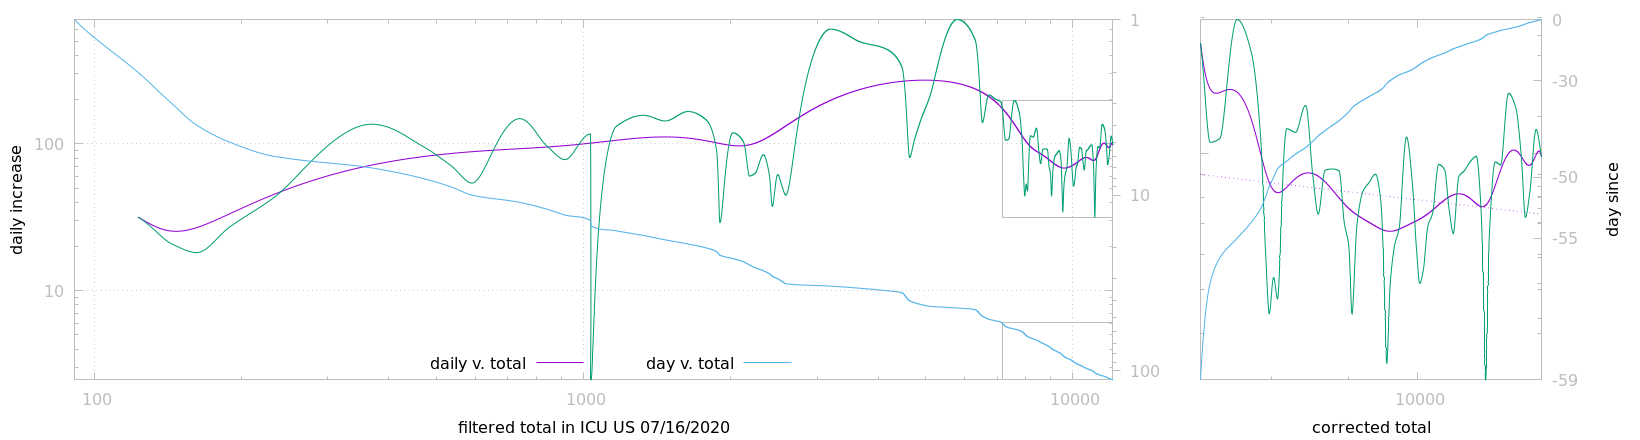 daily increase
100
10
daily v. total
day v. total
100
1000
10000
filtered total in ICU US 07/16/2020
1
10
100
10000
corrected total
0
-30
-50
-55
-59
day since